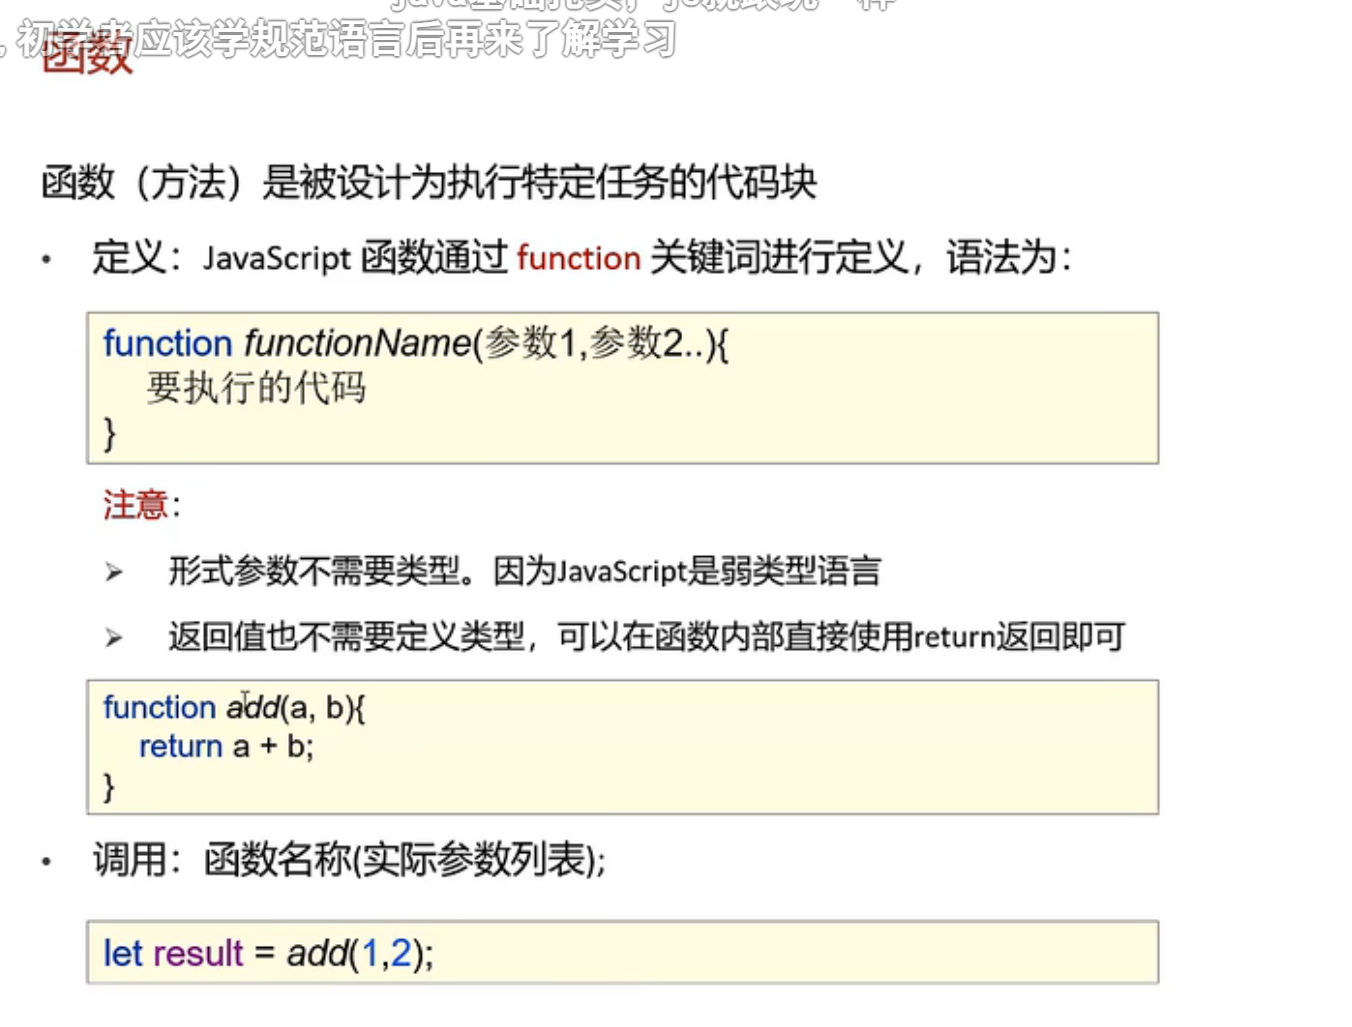 初学者应该学规范语言后再来了解学习
函数
函数（方法）是被设计为执行特定任务的代码块
• 定义：JavaScript 函数通过 function 关键词进行定义，语法为：
function functionName(参数1,参数2..){
要执行的代码
}
注意：
➢ 形式参数不需要类型。因为JavaScript是弱类型语言
➢ 返回值也不需要定义类型，可以在函数内部直接使用return返回即可
function add(a, b){
return a + b;
}
• 调用：函数名称(实际参数列表);
let result = add(1,2);